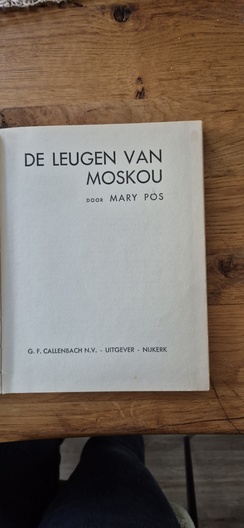 DE LEUGEN VAN
MOSKOU
DOOR MARY POS
G. F. CALLENBACH N.V. - UITGEVER - NIJKERK